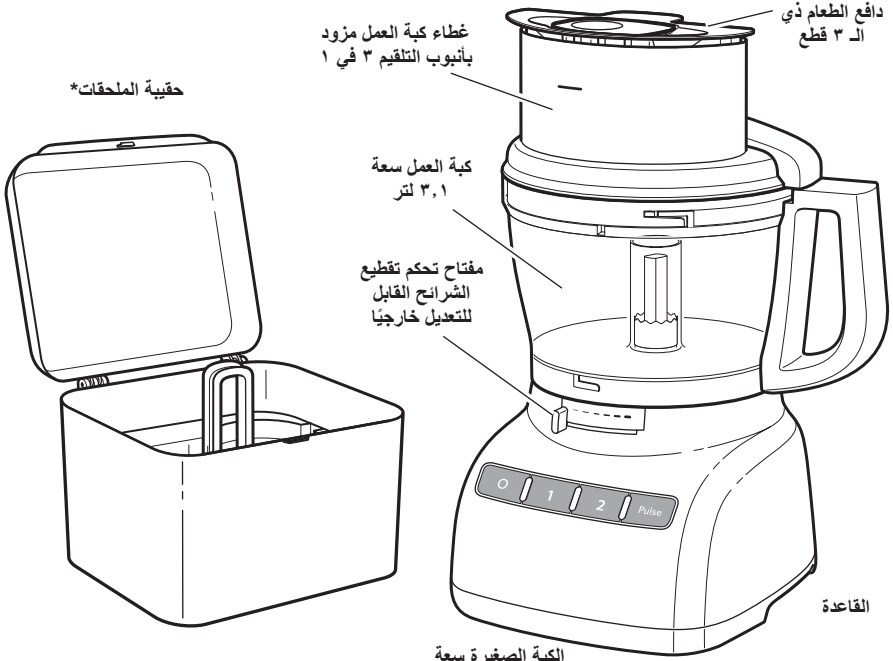 دافع الطعام ذي
الـ ٣ قطع
غطاء كبة العمل مزود
بأنبوب التلقيم ٣ في ١
حقيبة الملحقات*
كبة العمل سعة
٣,١ لتر
مفتاح تحكم تقطيع
الشرائح القابل
للتعديل خارجيًا
O 1 2 Pulse
القاعدة
الكبة الصغيرة سعة